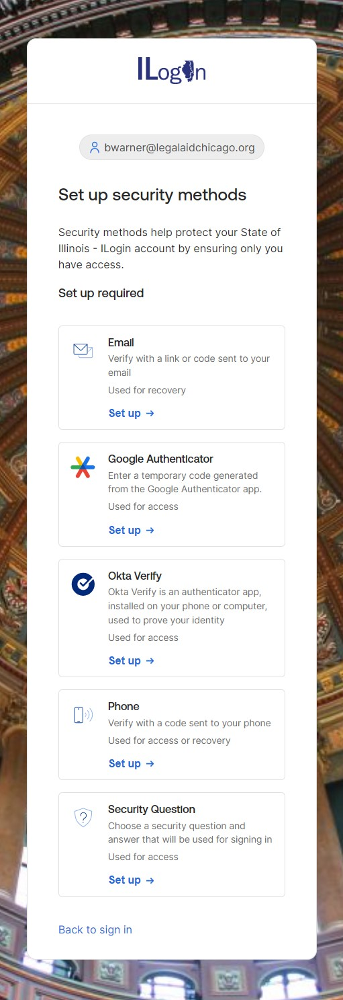 ILogIn
bwarner@legalaidchicago.org
Set up security methods
Security methods help protect your State of
Illinois - ILogin account by ensuring only you
have access.
Set up required
Email
Verify with a link or code sent to your
email
Used for recovery
Set up →
Google Authenticator
Enter a temporary code generated
from the Google Authenticator app.
Used for access
Set up →
Okta Verify
Okta Verify is an authenticator app,
installed on your phone or computer,
used to prove your identity
Used for access
Set up →
Phone
Verify with a code sent to your phone
Used for access or recovery
Set up →
Security Question
Choose a security question and
answer that will be used for signing in
Used for access
Set up →
Back to sign in